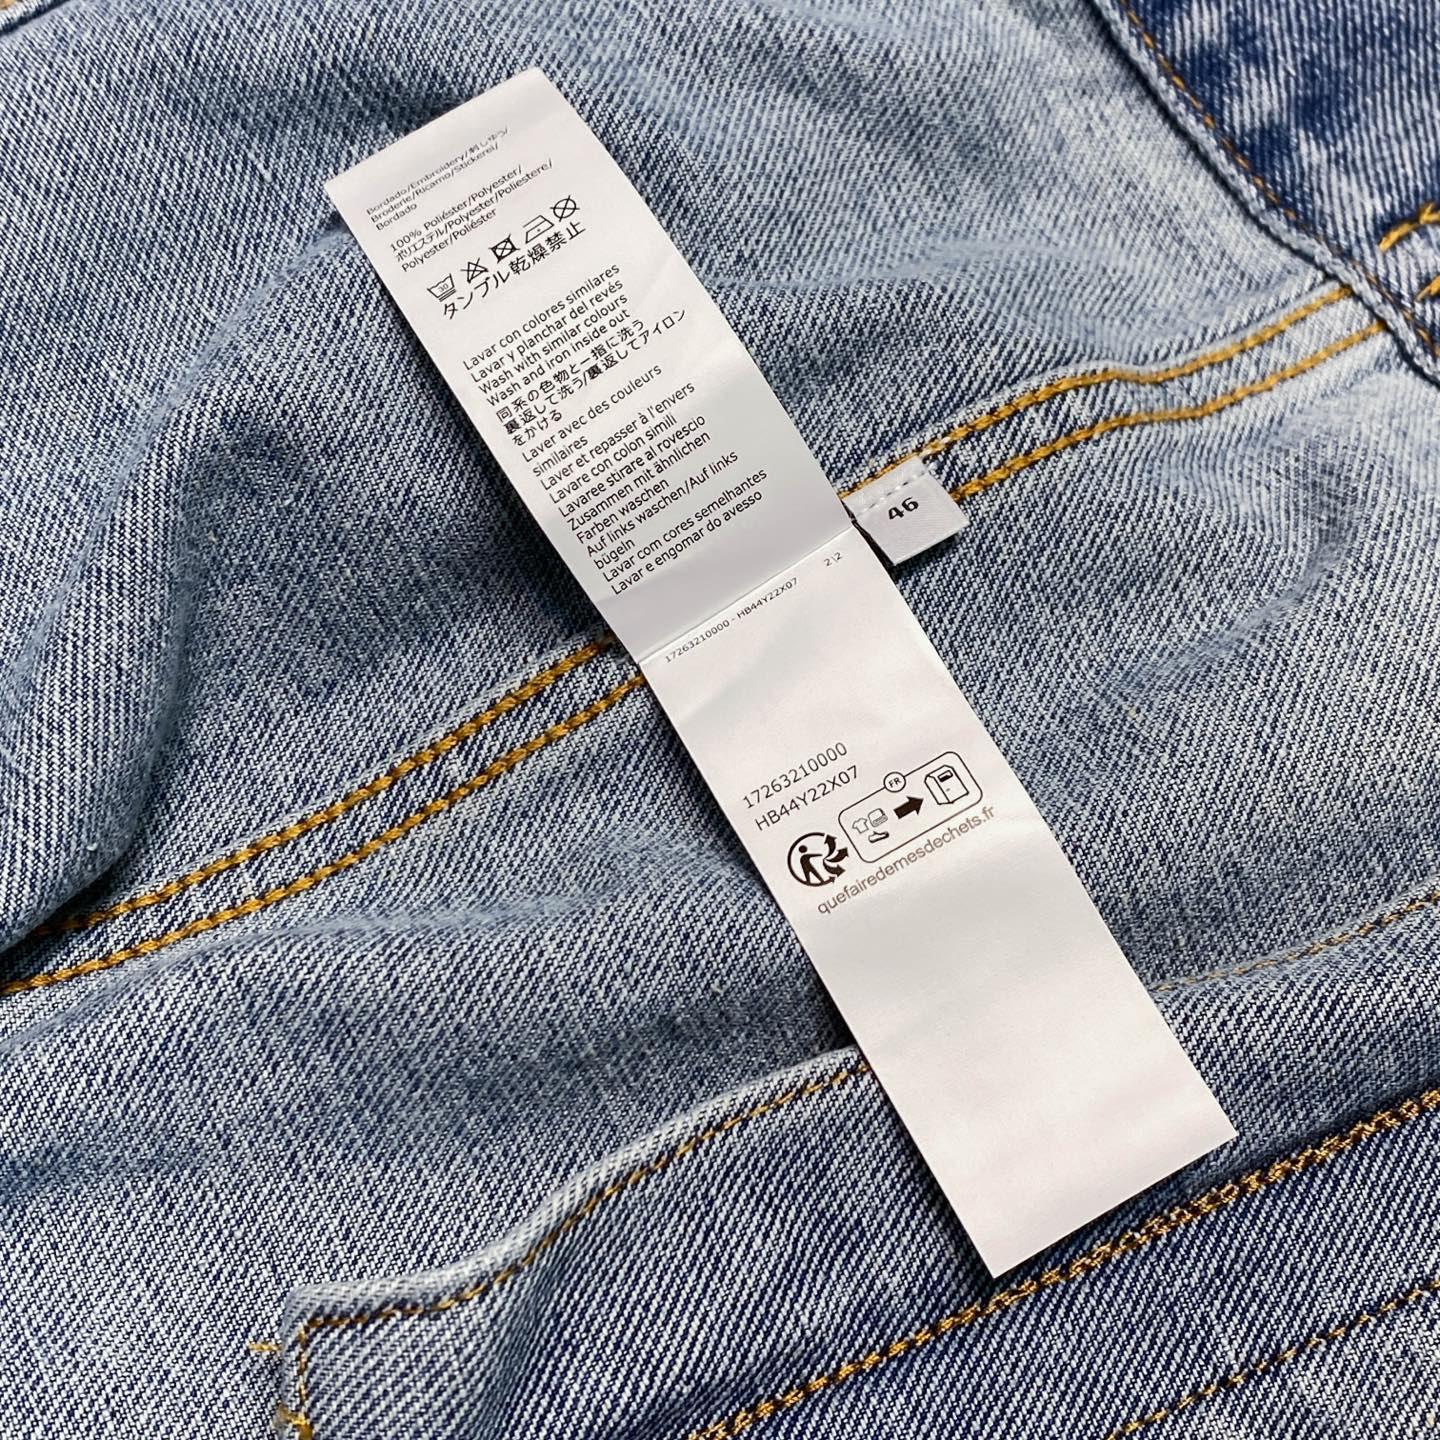 Bordado/Embroidery/刺しゅう/
Broderie/Ricamo/Stickerei/
Bordado
100% Poliéster/Polyester/
ポリエステル/Polyester/Poliestere/
Polyester/Poliéster
30
タンブル乾燥禁止
Lavar con colores similares
Lavar y planchar del revés
Wash with similar colours
Wash and iron inside out
同系の色物と一指に洗う
裏返して洗う/裏返してアイロン
をかける
Laver avec des couleurs
similaires
Laver et repasser à l'envers
Lavare con colon simili
Lavaree stirare al rovescio
Zusammen mit ähnlichen
Farben waschen
Auf links waschen/Auf links
bügeln
Lavar com cores semelhantes
Lavar e engomar do avesso
46
17263210000 - HB44Y22X07 2\2
17263210000
HB44Y22X07
FR
quefairedemesdechets.fr